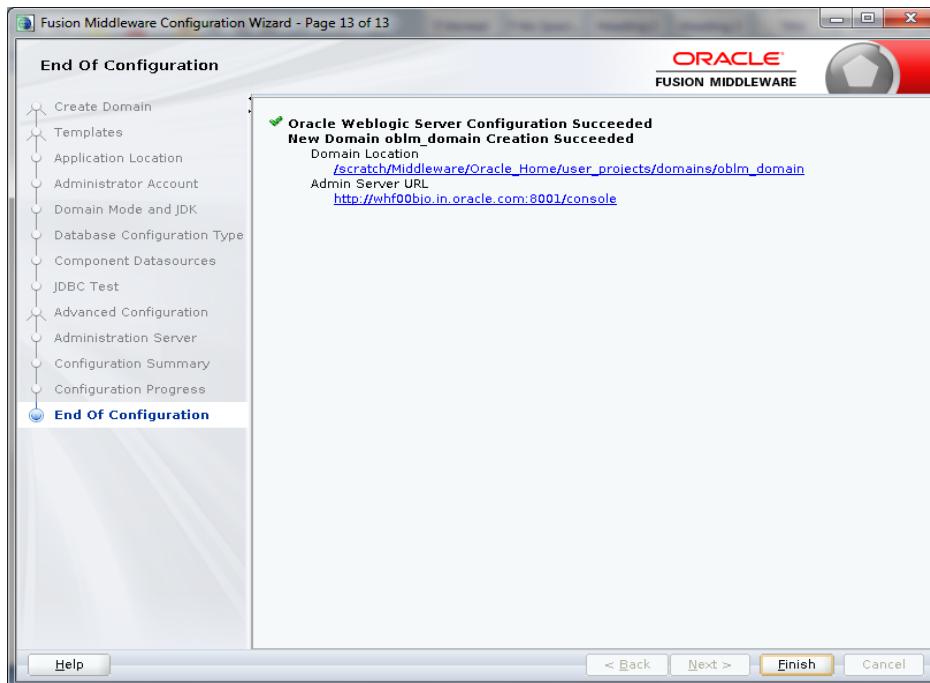 Fusion Middleware Configuration Wizard - Page 13 of 13
End Of Configuration
ORACLE
FUSION MIDDLEWARE
Create Domain
Templates
Application Location
Administrator Account
Domain Mode and JDK
Database Configuration Type
Component Datasources
JDBC Test
Advanced Configuration
Administration Server
Configuration Summary
Configuration Progress
End Of Configuration
Oracle Weblogic Server Configuration Succeeded
New Domain oblm_domain Creation Succeeded
Domain Location
/scratch/Middleware/Oracle_Home/user_projects/domains/oblm_domain
Admin Server URL
http://whf00bjo.in.oracle.com:8001/console
Help
< Back
Next >
Finish
Cancel